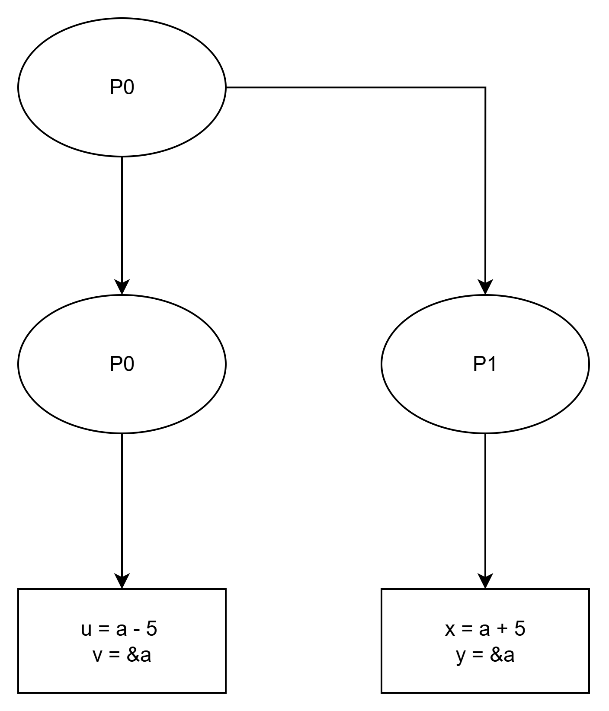 P0
P0
P1
u = a - 5
v = &a
x = a + 5
y = &a